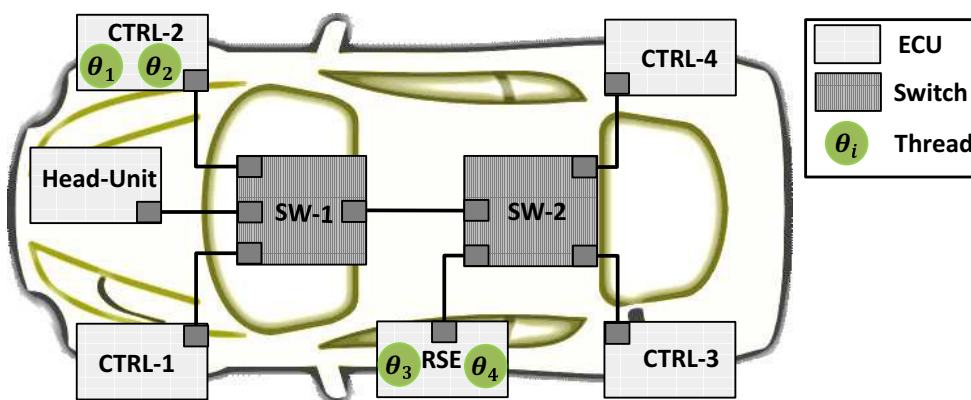 CTRL-2
θ1 θ2
CTRL-4
Head-Unit
SW-1
SW-2
CTRL-1
θ3 RSE θ4
CTRL-3
ECU
Switch
θi Thread